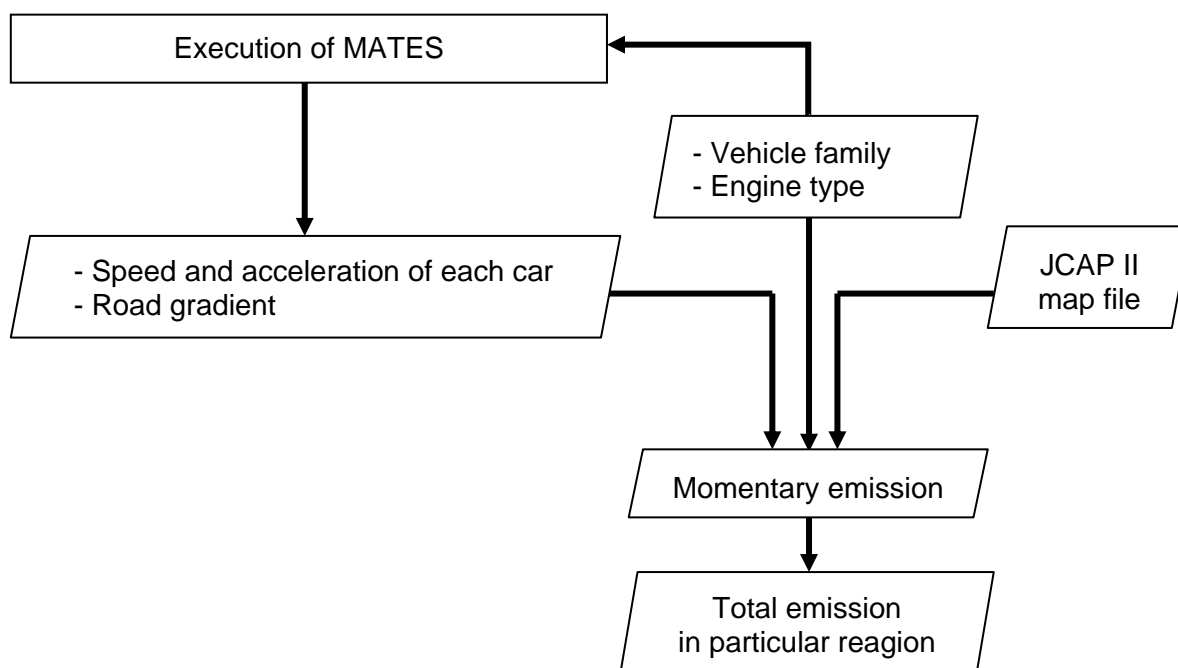 Execution of MATES
- Vehicle family
- Engine type
- Speed and acceleration of each car
- Road gradient
JCAP II
map file
Momentary emission
Total emission
in particular reagion